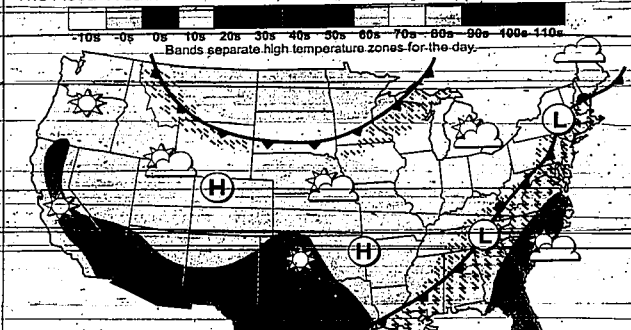 -10s -0s 0s 10s 20s 30s 40s 50s 60s 70s 80s 90s 100s 110s
Bands separate high temperature zones for the day.
L
H
L
H